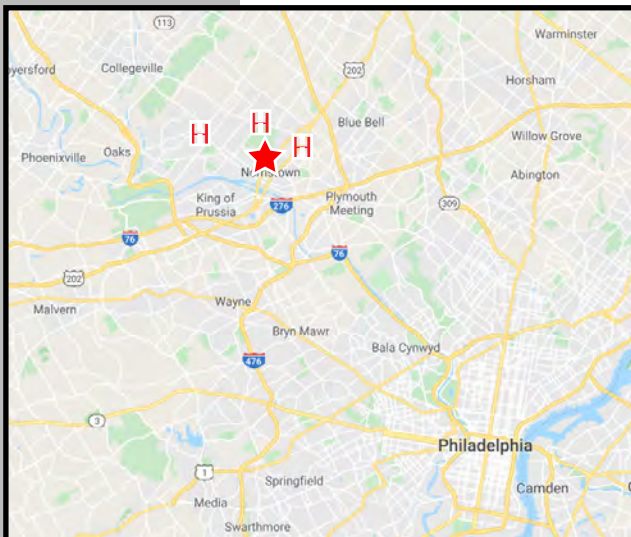 113
Warminster
oyersford
Collegeville
202
Horsham
H
H
H
Blue Bell
Willow Grove
Phoenixville
Oaks
Norristown
Abington
King of
Prussia
276
Plymouth
Meeting
309
76
76
202
Malvern
Wayne
Bryn Mawr
Bala Cynwyd
476
3
Philadelphia
1
Springfield
Media
Camden
C
Swarthmore